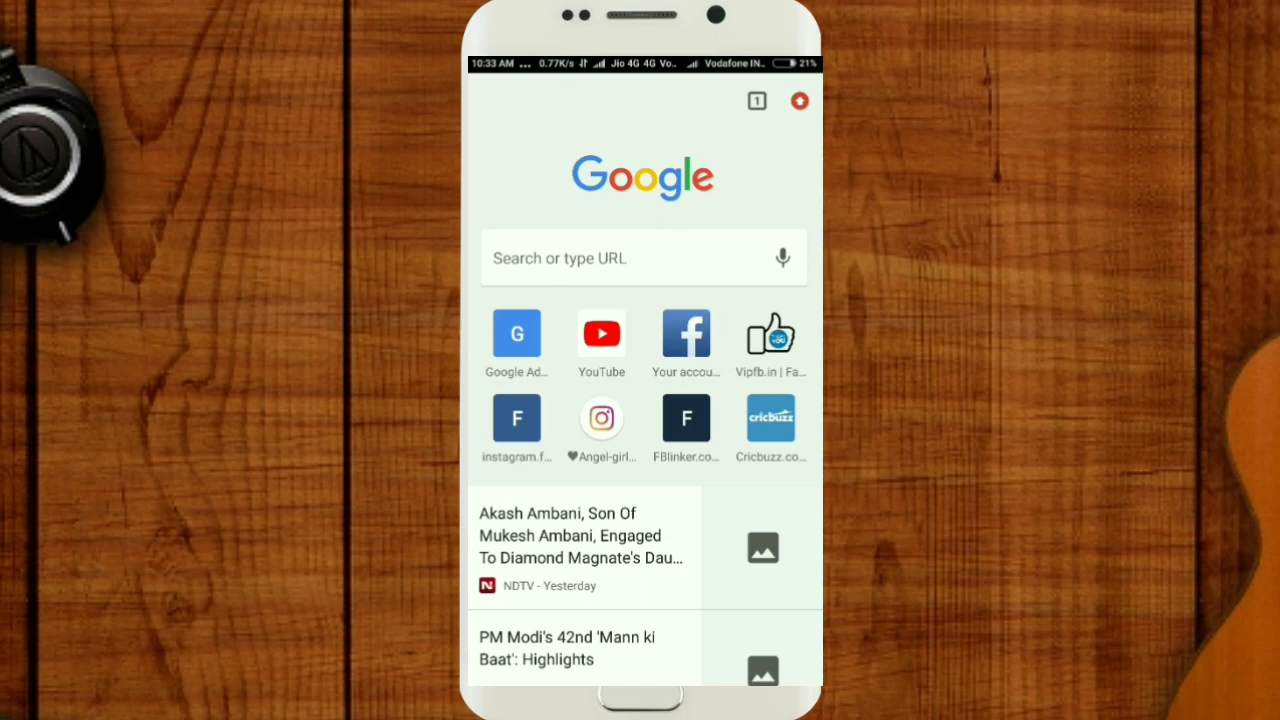 10:33 AM ... 0.77K/s Jio 4G 4G Vo.. Vodafone IN.. 21%
1
Google
Search or type URL
G
Google Ad... YouTube Your accou... Vipfb.in | Fa...
F F cricbuzz
instagram.f... ♥Angel-girl... FBlinker.co... Cricbuzz.co...
Akash Ambani, Son Of
Mukesh Ambani, Engaged
To Diamond Magnate's Dau...
N NDTV - Yesterday
PM Modi's 42nd 'Mann ki
Baat': Highlights